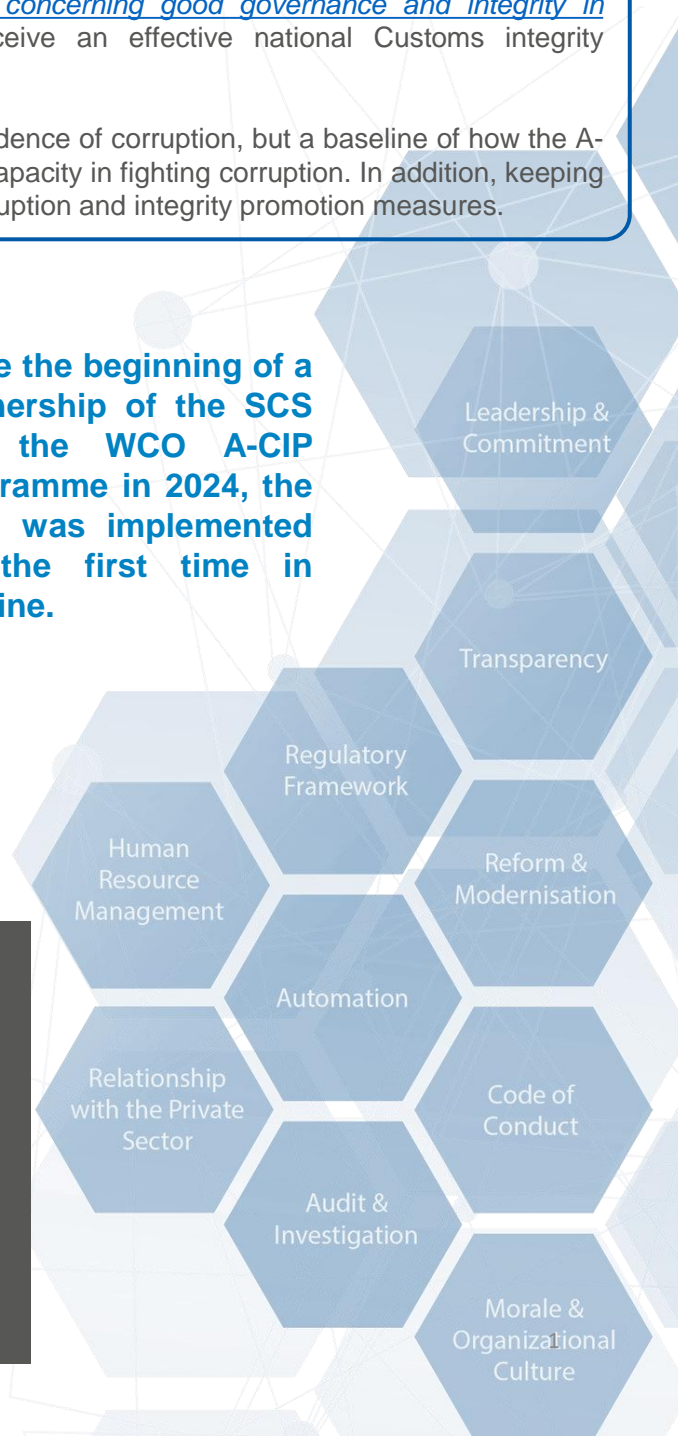 concerning good governance and integrity in
ceive an effective national Customs integrity
dence of corruption, but a baseline of how the A-
apacity in fighting corruption. In addition, keeping
uption and integrity promotion measures.
e the beginning of a
nership of the SCS
the WCO A-CIP
gramme in 2024, the
was implemented
the first time in
ine.
Leadership &
Commitment
Transparency
Regulatory
Framework
Human
Resource
Management
Reform &
Modernisation
Automation
Relationship
with the Private
Sector
Code of
Conduct
Audit &
Investigation
Morale &
Organizational
Culture
1